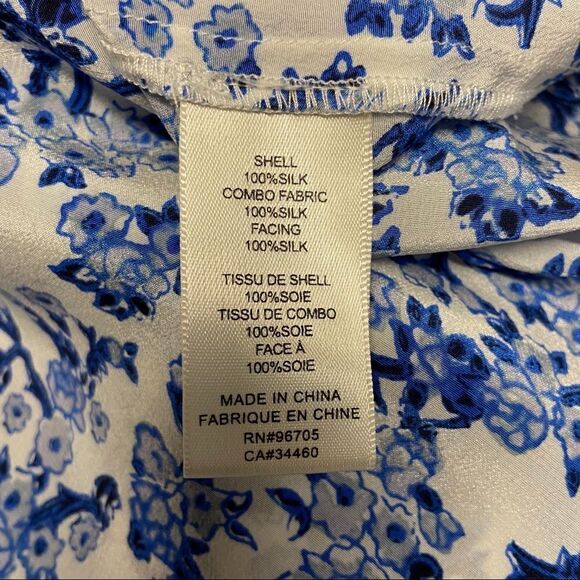 SHELL
100%SILK
COMBO FABRIC
100%SILK
FACING
100%SILK
TISSU DE SHELL
100%SOIE
TISSU DE COMBO
100%SOIE
FACE À
100%SOIE
MADE IN CHINA
FABRIQUE EN CHINE
RN#96705
CA#34460